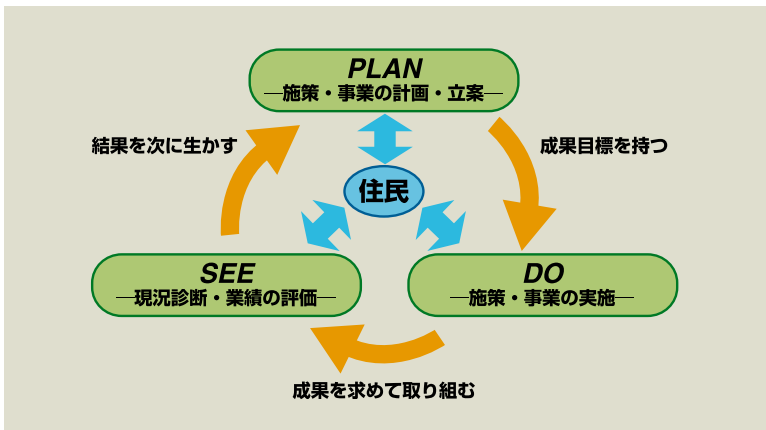 PLAN
―施策・事業の計画・立案―
結果を次に生かす
成果目標を持つ
住民
SEE
―現況診断・業績の評価―
DO
―施策・事業の実施―
成果を求めて取り組む